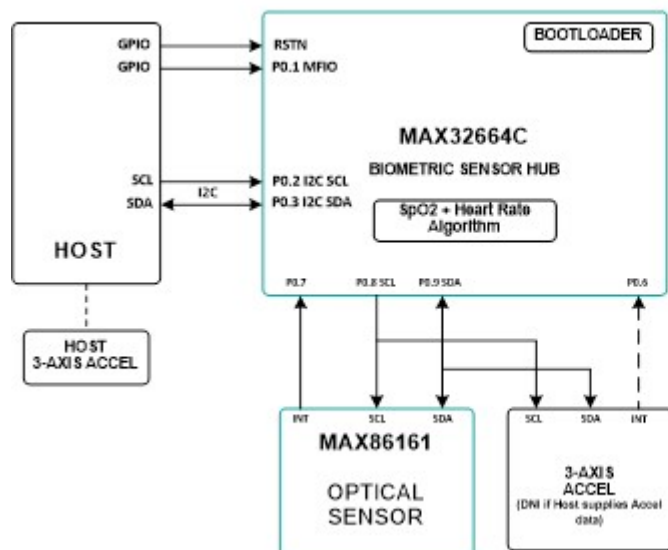 GPIO
GPIO
SCL
SDA
I2C
HOST
HOST
3-AXIS ACCEL
RSTN
P0.1 MFIO
BOOTLOADER
MAX32664C
BIOMETRIC SENSOR HUB
P0.2 I2C SCL
P0.3 I2C SDA
SpO2 + Heart Rate
Algorithm
P0.7 P0.8 SCL P0.9 SDA P0.6
INT SCL SDA
MAX86161
OPTICAL
SENSOR
SCL SDA INT
3-AXIS
ACCEL
(DNI if Host supplies Accel
data)